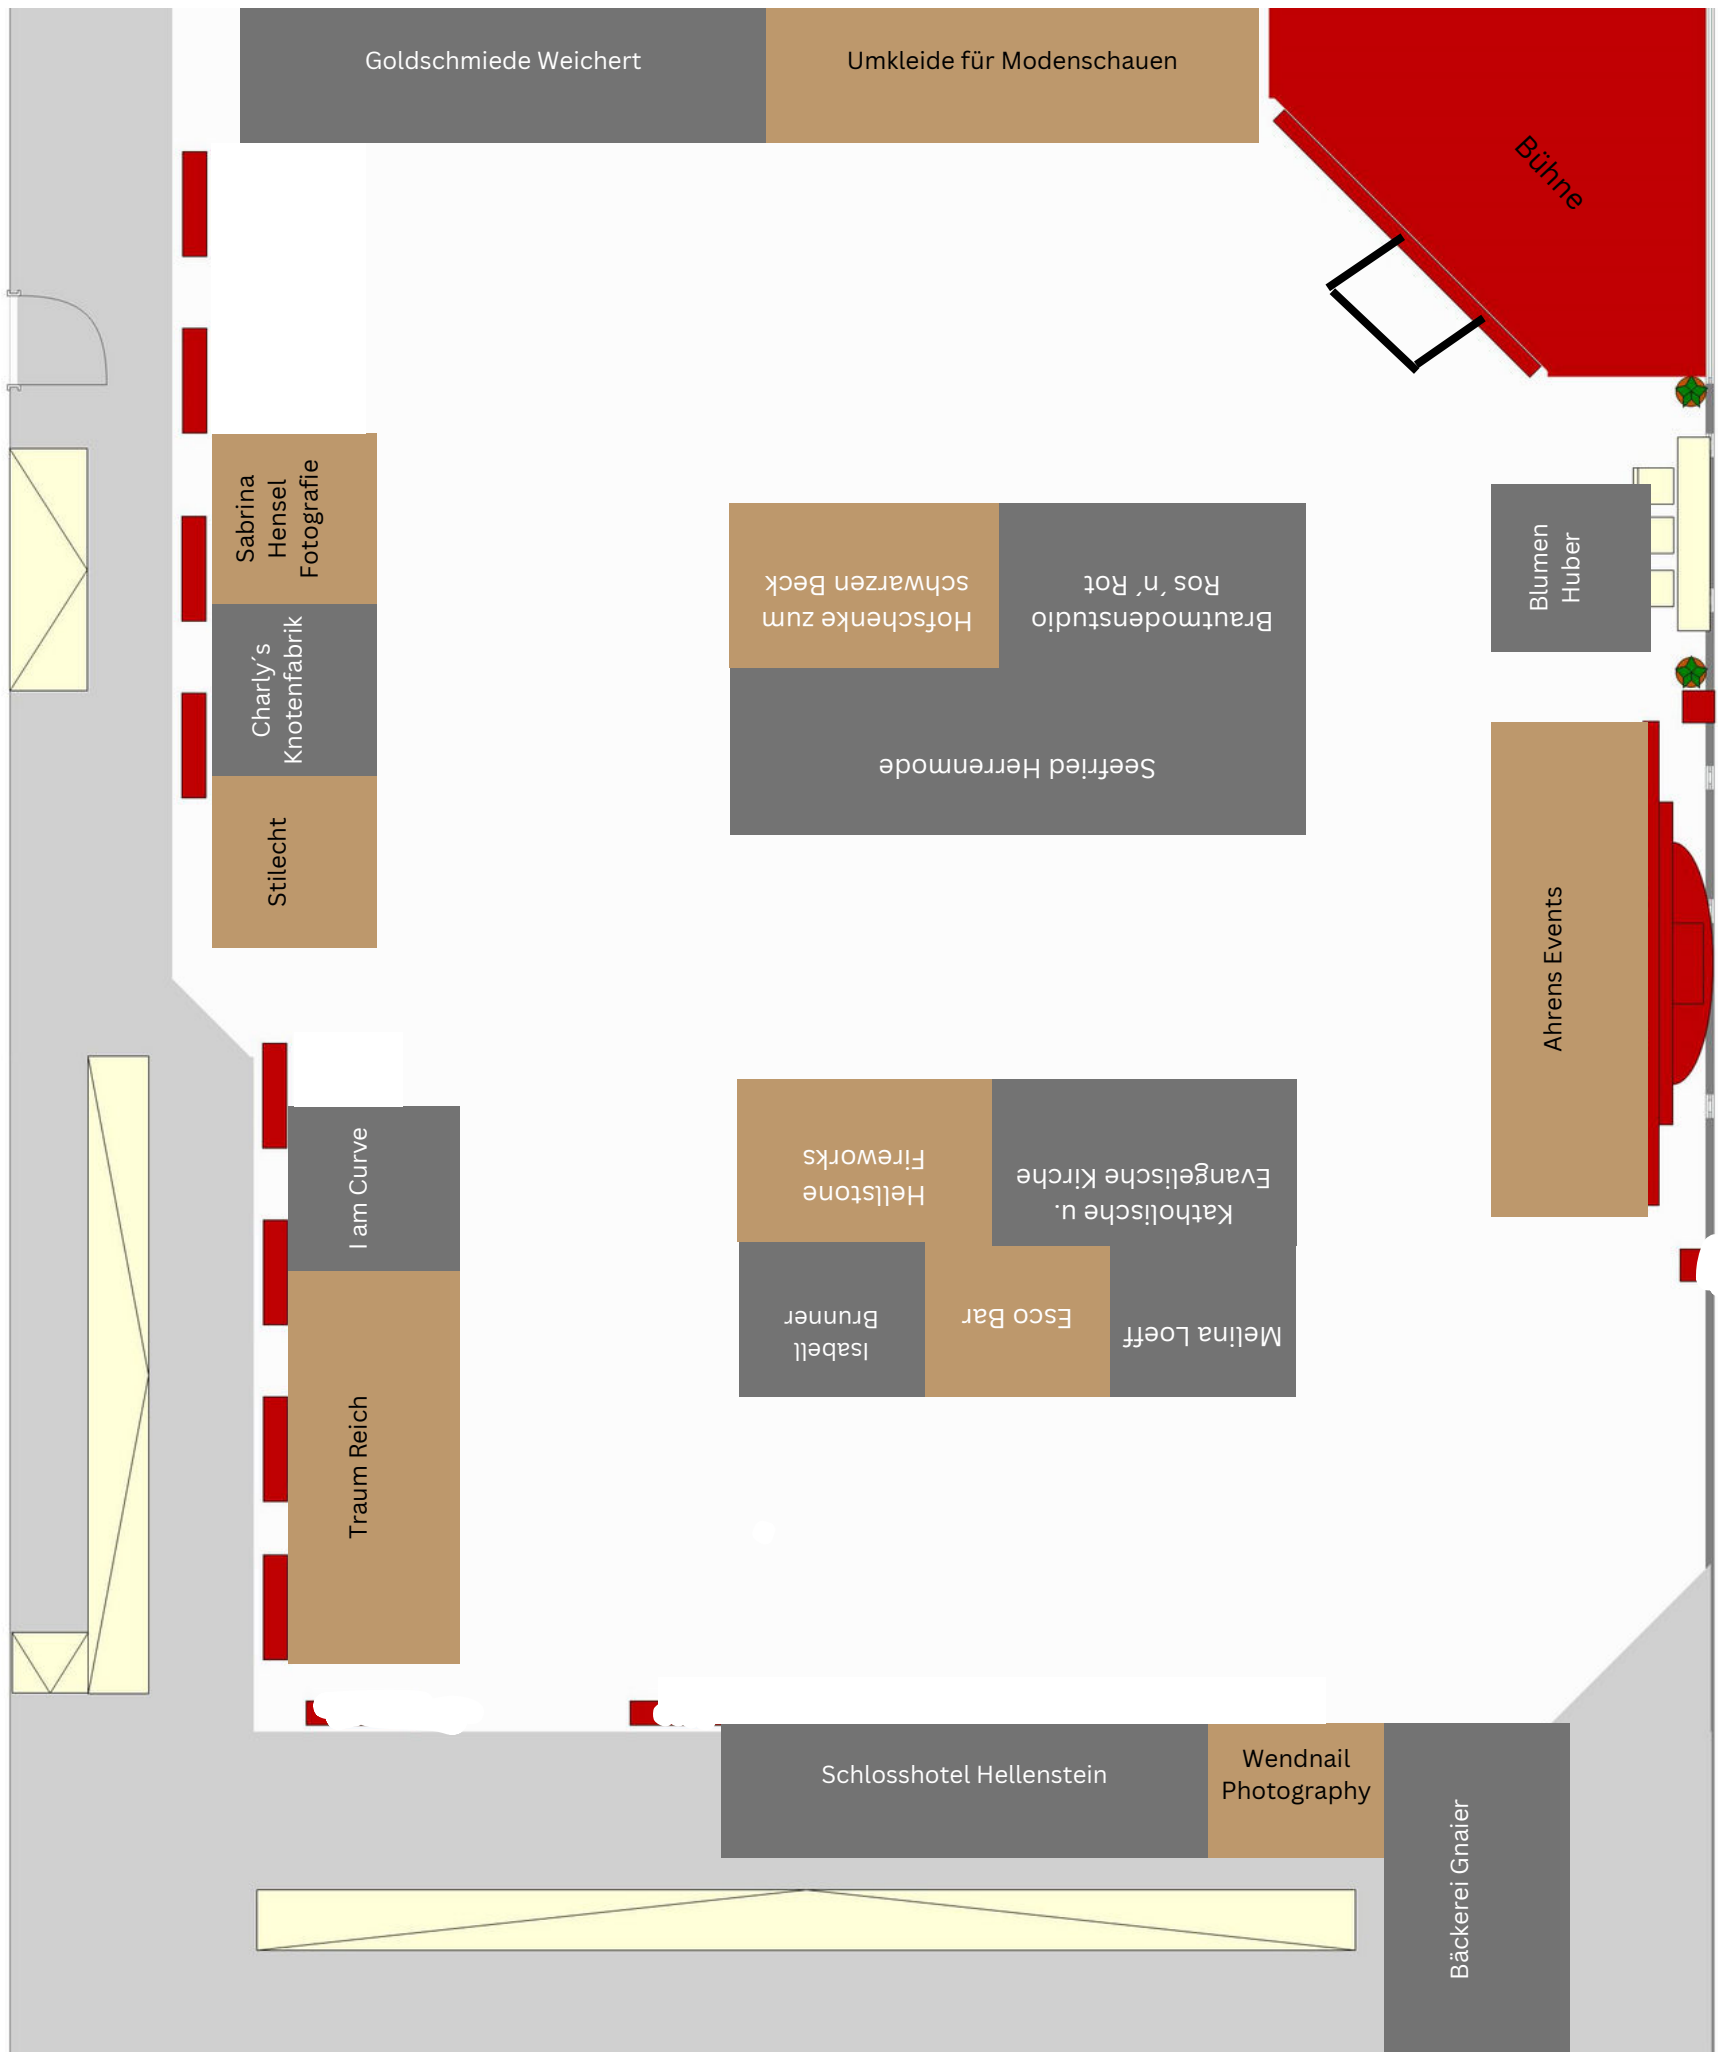 Goldschmiede Weichert
Umkleide für Modenschauen
Bühne
Sabrina
Hensel
Fotografie
Charly´s
Knotenfabrik
Stilecht
Hofschenke zum
schwarzen Beck
Brautmodenstudio
Ros ´n´ Rot
Seefried Herrenmode
Blumen
Huber
Ahrens Events
I am Curve
Traum Reich
Hellstone
Fireworks
Katholische u.
Evangelische Kirche
Isabell
Brunner
Esco Bar
Melina Loeff
Schlosshotel Hellenstein
Wendnail
Photography
Bäckerei Gnaier